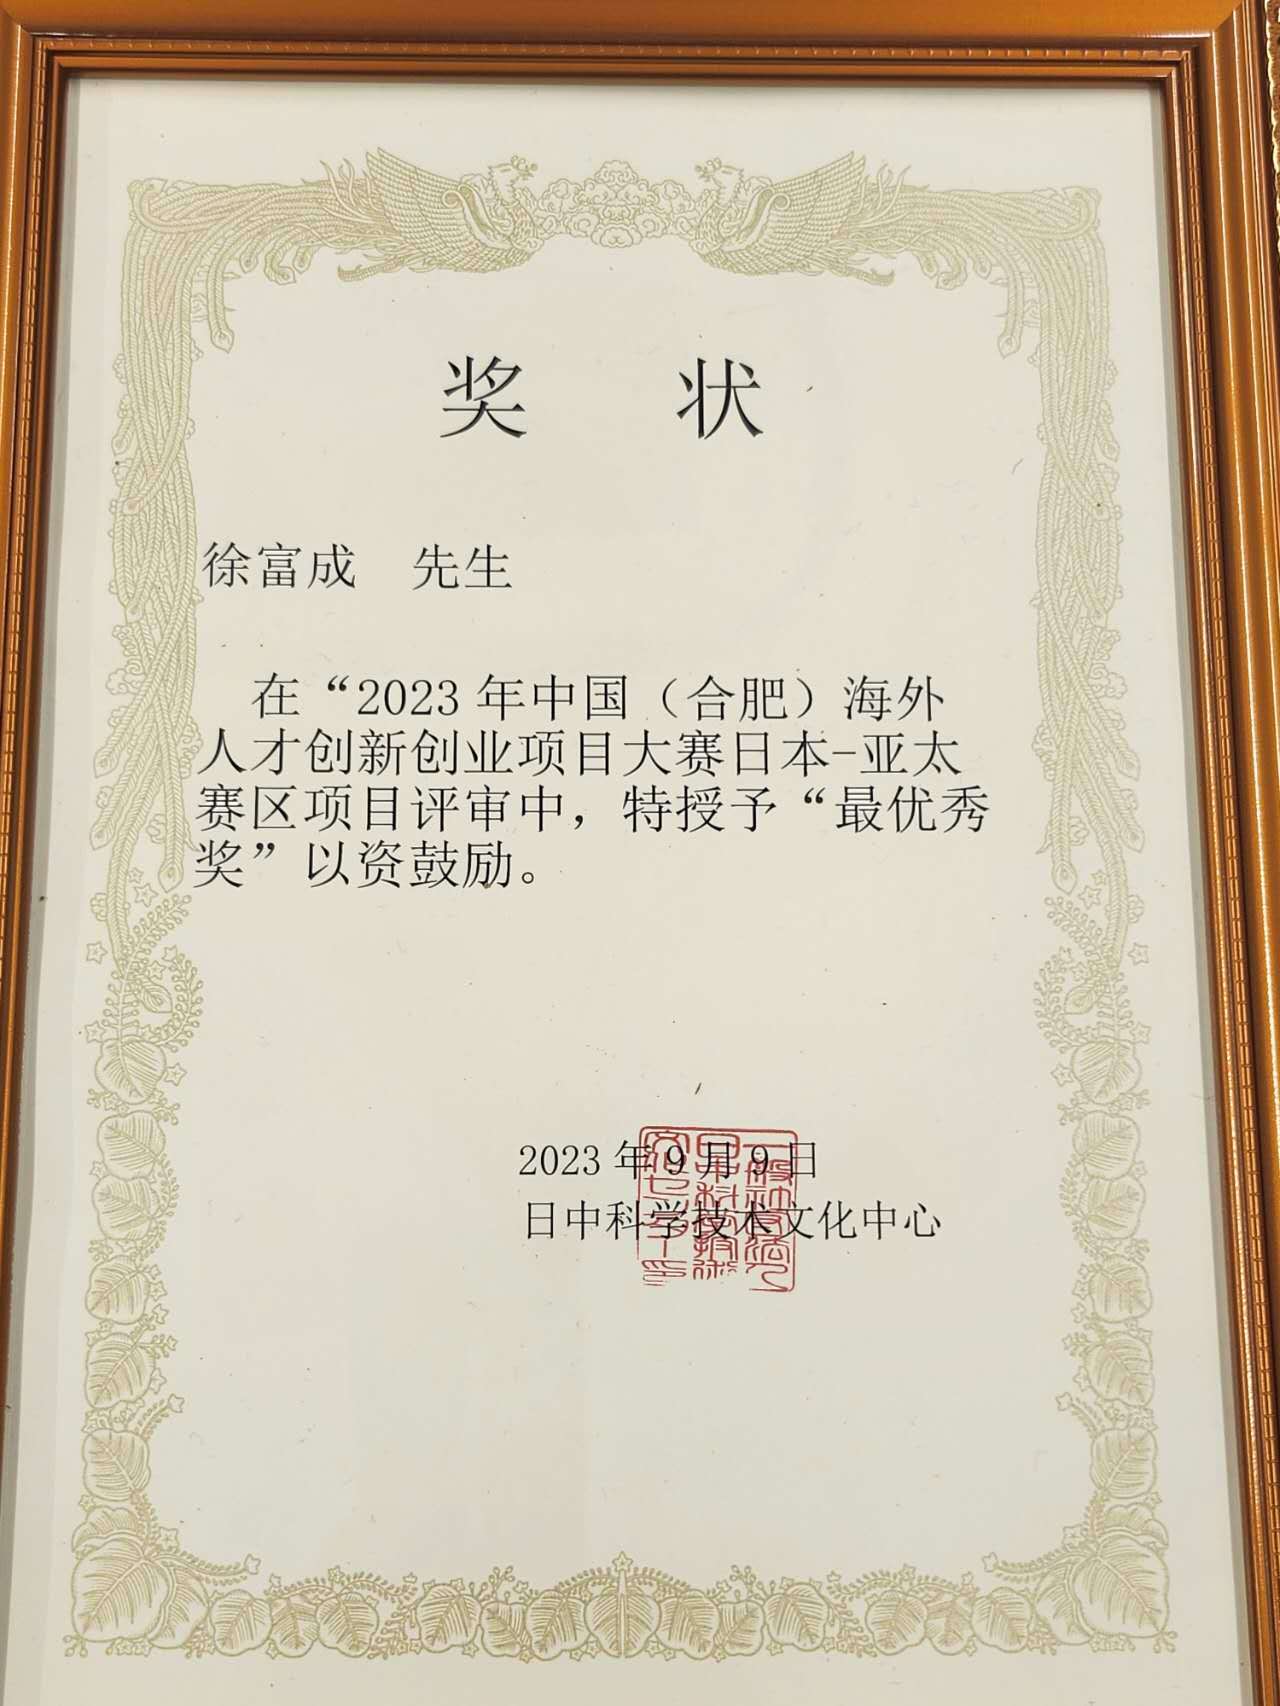 奖 状
徐富成 先生
在“2023年中国（合肥）海外
人才创新创业项目大赛日本-亚太
赛区项目评审中，特授予“最优秀
奖”以资鼓励。
2023年9月9日
日中科学技术文化中心